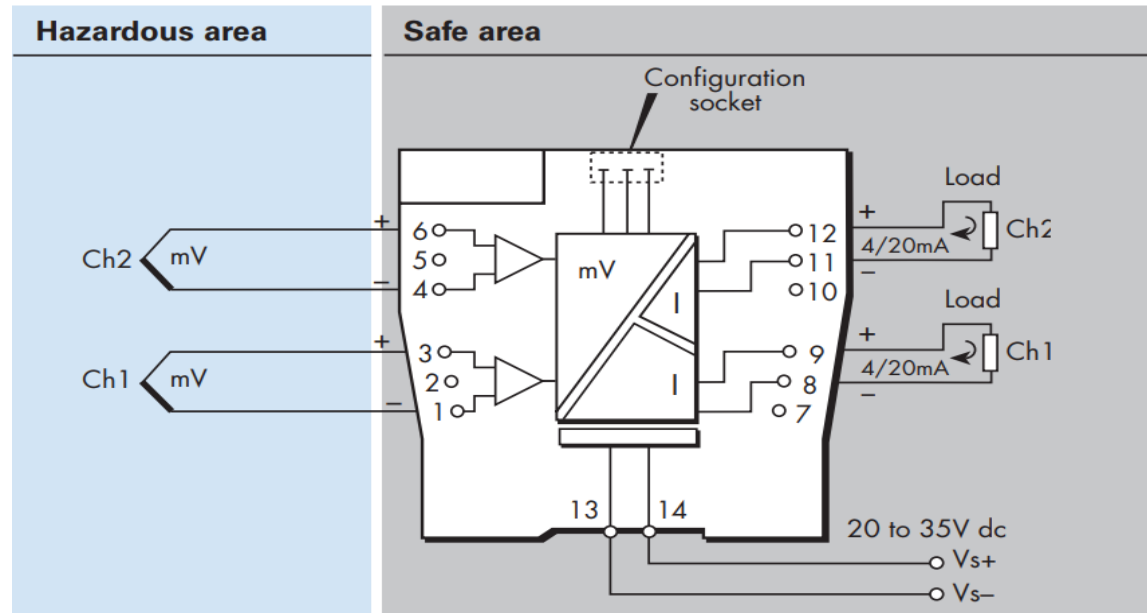 Hazardous area
Safe area
Configuration
socket
Load
+
6
12
+
Ch2
mV
5
mV
11
4/20mA
Ch2
–
4
I
10
–
Load
+
3
9
+
Ch1
mV
2
I
8
4/20mA
Ch1
–
1
7
–
13
14
20 to 35V dc
Vs+
Vs–